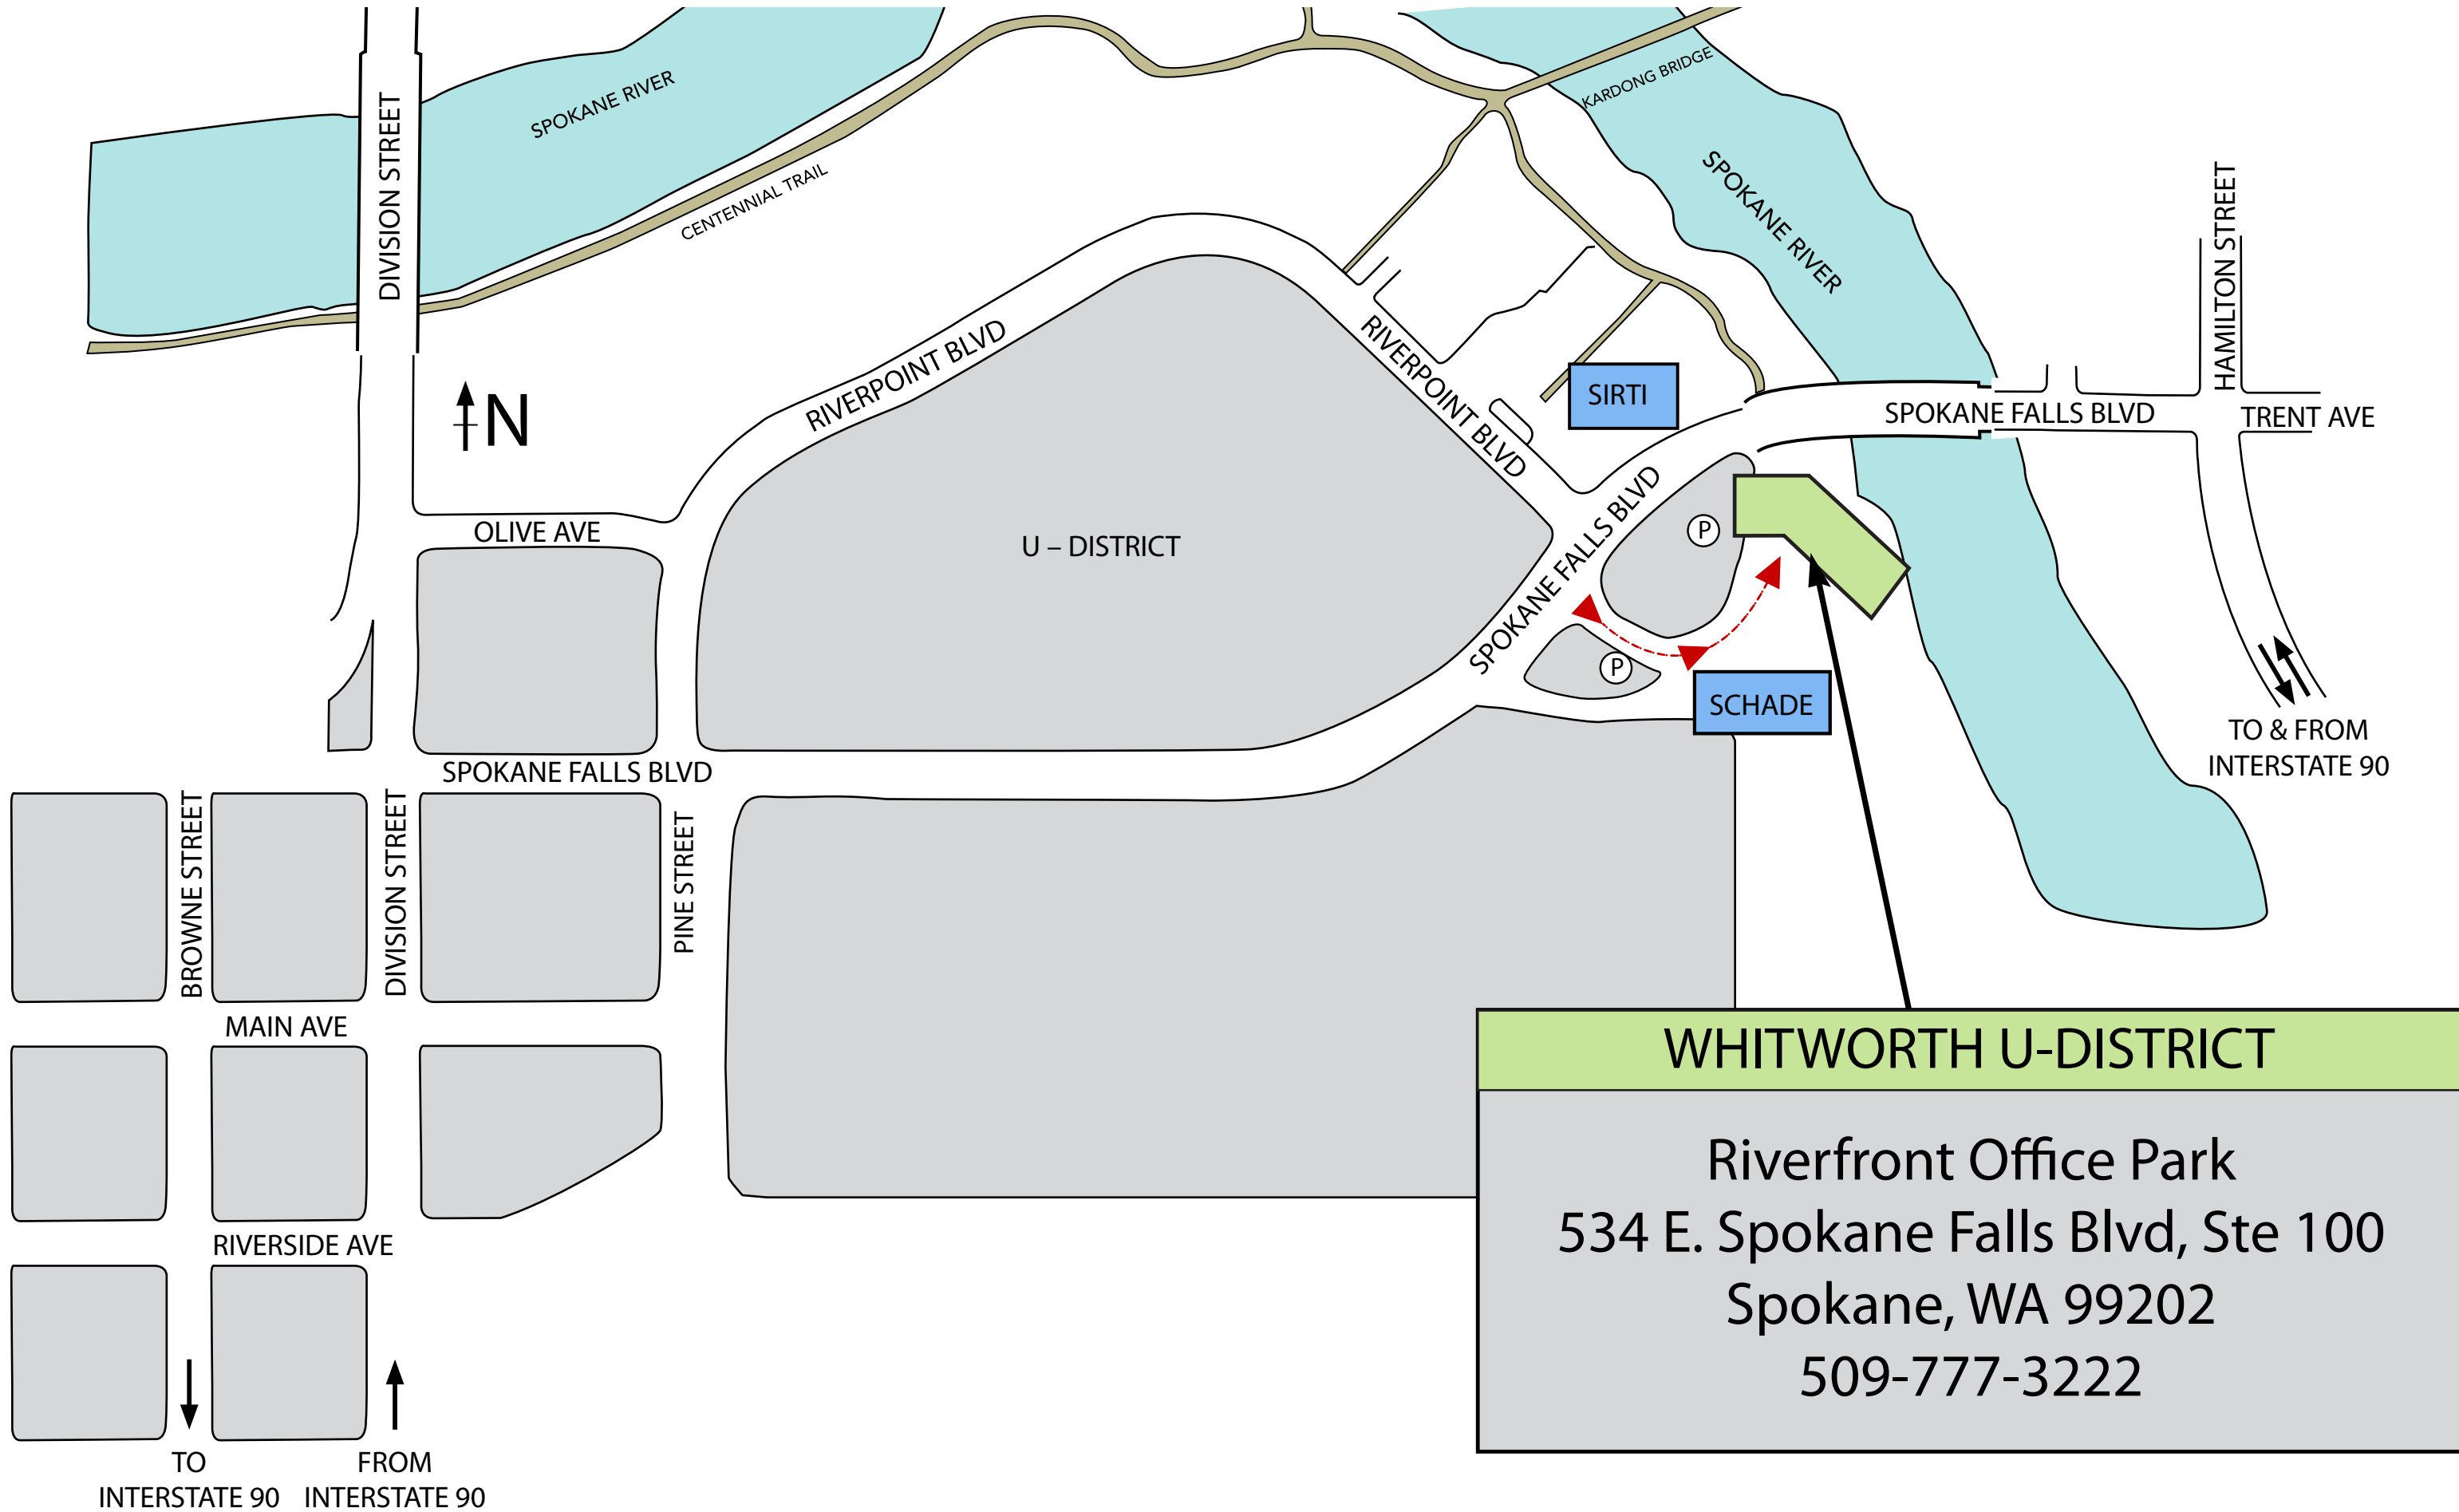 KARDONG BRIDGE
SPOKANE RIVER
DIVISION STREET
CENTENNIAL TRAIL
SPOKANE RIVER
HAMILTON STREET
RIVERPOINT BLVD
RIVERPOINT BLVD
N
SIRTI
SPOKANE FALLS BLVD
TRENT AVE
OLIVE AVE
U – DISTRICT
SPOKANE FALLS BLVD
P
P
SCHADE
TO & FROM
INTERSTATE 90
SPOKANE FALLS BLVD
BROWNE STREET
DIVISION STREET
PINE STREET
MAIN AVE
WHITWORTH U-DISTRICT
Riverfront Office Park
534 E. Spokane Falls Blvd, Ste 100
Spokane, WA 99202
509-777-3222
RIVERSIDE AVE
TO
INTERSTATE 90
FROM
INTERSTATE 90